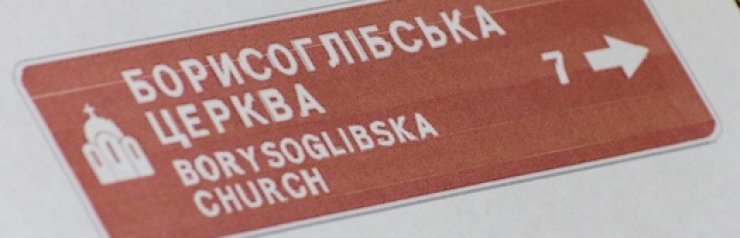 БОРИСОГЛІБСЬКА
ЦЕРКВА
7
BORYSOGLIBSKA
CHURCH